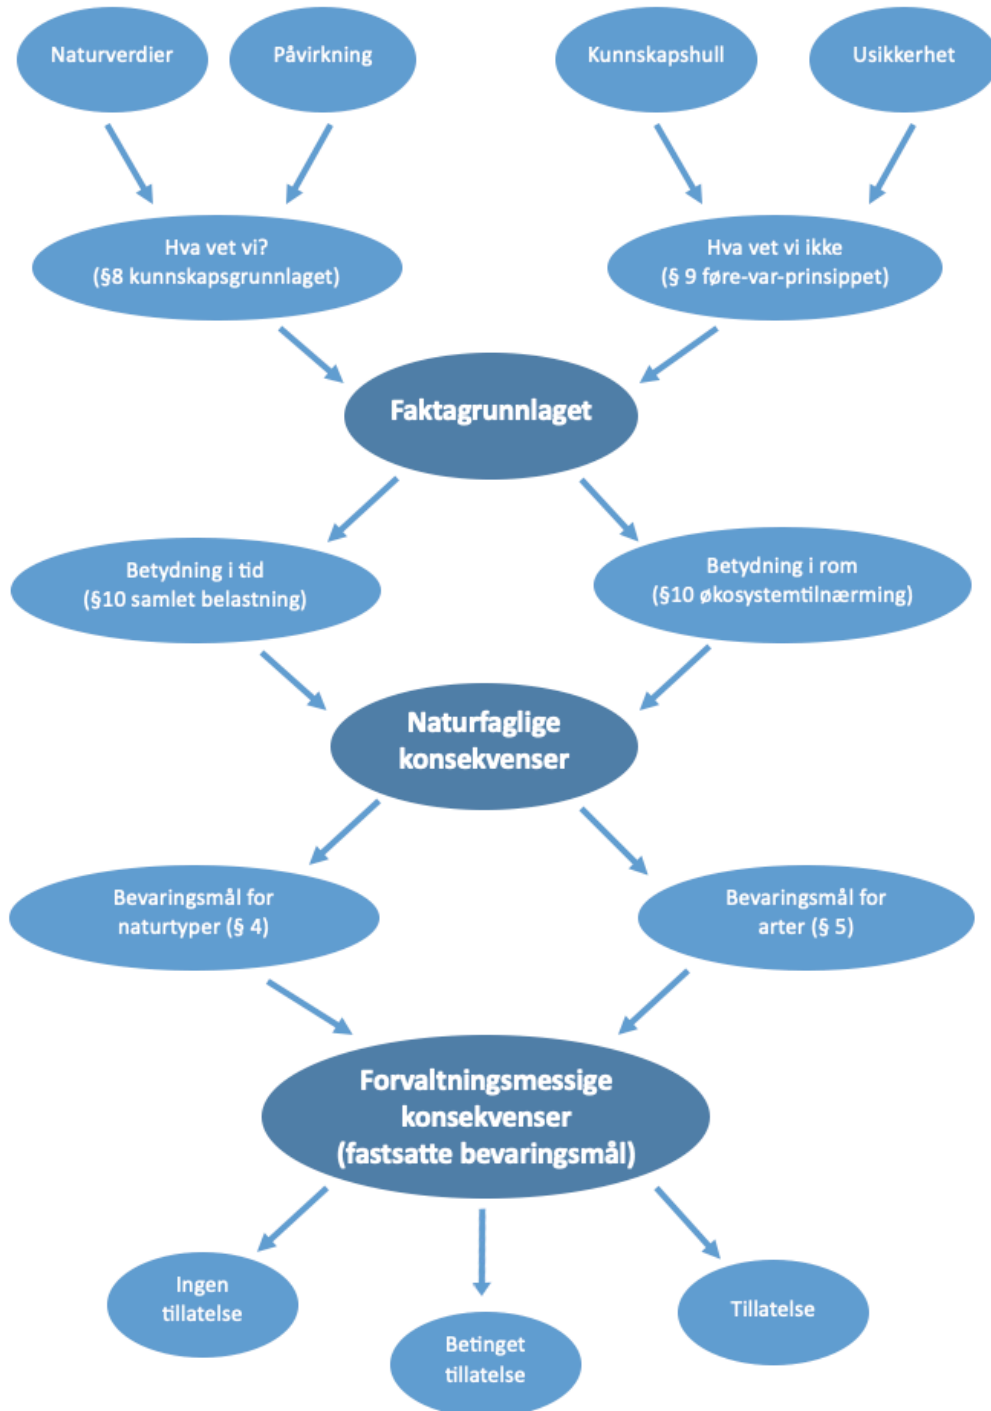 Naturverdier
Påvirkning
Kunnskapshull
Usikkerhet
Hva vet vi?
(§8 kunnskapsgrunnlaget)
Hva vet vi ikke
(§ 9 føre-var-prinsippet)
Faktagrunnlaget
Betydning i tid
(§10 samlet belastning)
Betydning i rom
(§10 økosystemtilnærming)
Naturfaglige
konsekvenser
Bevaringsmål for
naturtyper (§ 4)
Bevaringsmål for
arter (§ 5)
Forvaltningsmessige
konsekvenser
(fastsatte bevaringsmål)
Ingen
tillatelse
Betinget
tillatelse
Tillatelse